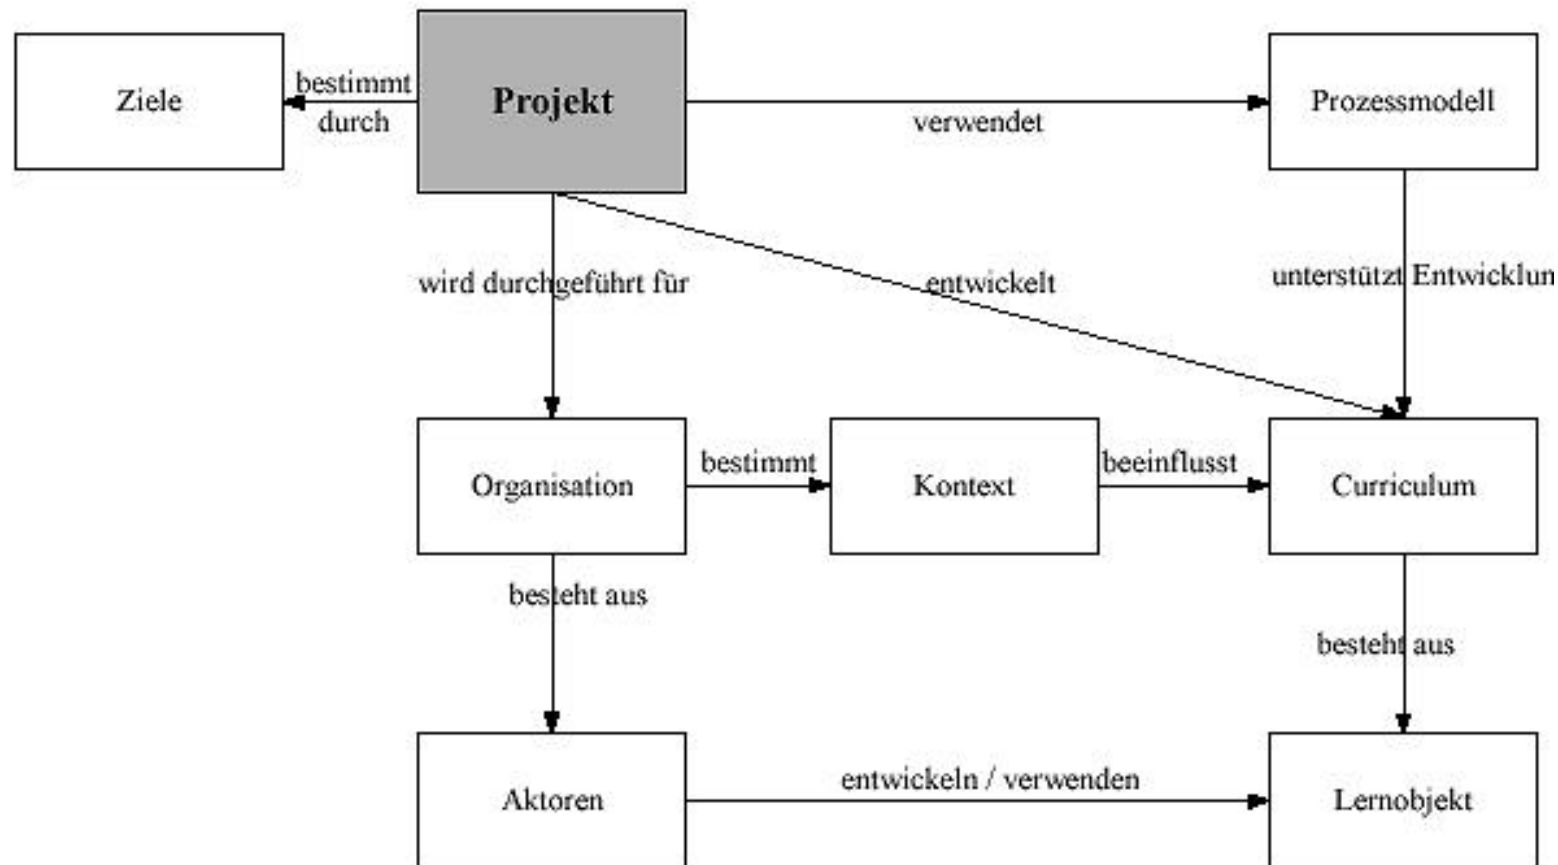 Ziele
bestimmt
durch
Projekt
verwendet
Prozessmodell
wird durchgeführt für
entwickelt
unterstützt Entwicklun
Organisation
bestimmt
Kontext
beeinflusst
Curriculum
besteht aus
besteht aus
Aktoren
entwickeln / verwenden
Lernobjekt